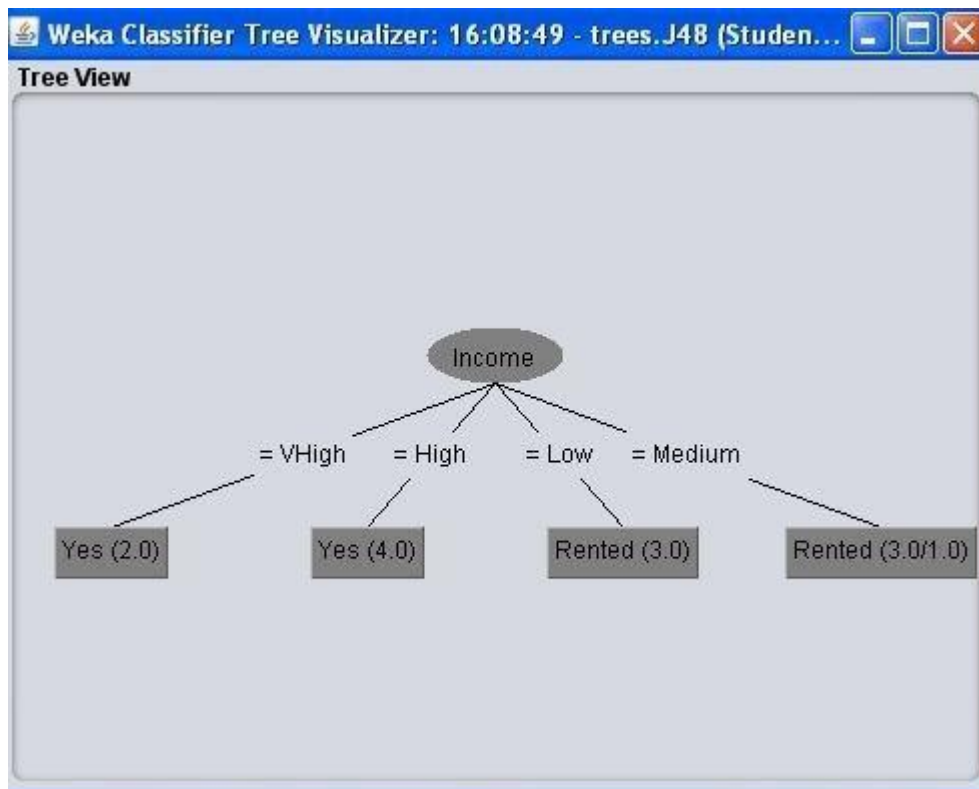 Weka Classifier Tree Visualizer: 16:08:49 - trees.J48 (Studen...
Tree View
Income
= VHigh = High = Low = Medium
Yes (2.0) Yes (4.0) Rented (3.0) Rented (3.0/1.0)